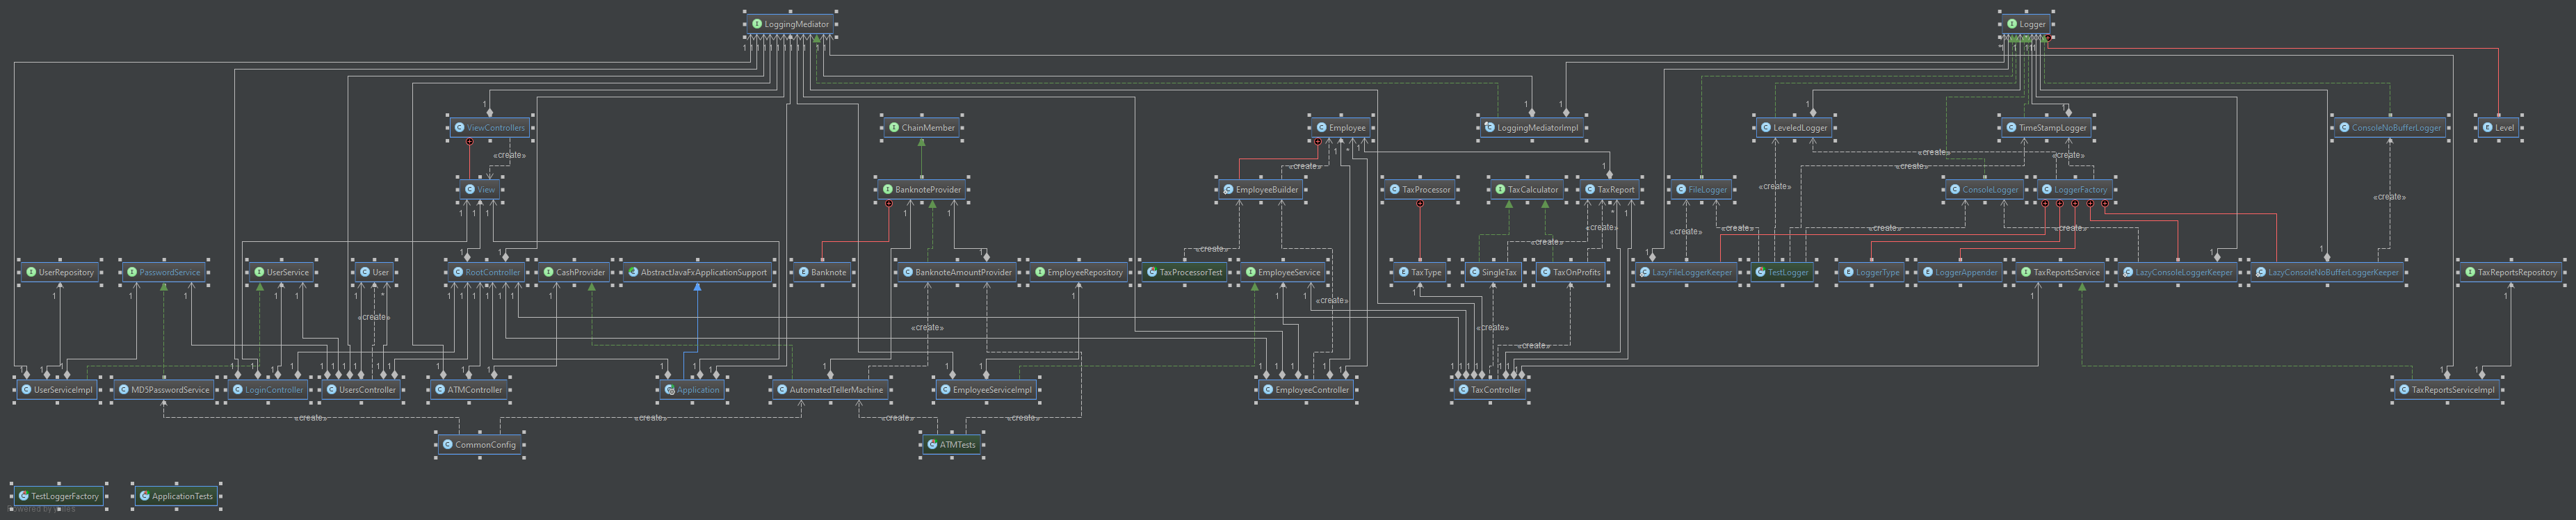 LoggingMediator
Logger
ViewControllers
ChainMember
Employee
LoggingMediatorImpl
LeveledLogger
TimeStampLogger
ConsoleNoBufferLogger
Level
«create»
«create»
«create»
View
BanknoteProvider
«create»
EmployeeBuilder
TaxProcessor
TaxCalculator
TaxReport
FileLogger
«create»
«create»
ConsoleLogger
LoggerFactory
«create»
«create»
«create»
«create»
«create»
«create»
«create»
UserRepository
PasswordService
UserService
User
RootController
CashProvider
AbstractJavaFxApplicationSupport
Banknote
BanknoteAmountProvider
EmployeeRepository
TaxProcessorTest
EmployeeService
TaxType
SingleTax
TaxOnProfits
LazyFileLoggerKeeper
TestLogger
LoggerType
LoggerAppender
TaxReportsService
LazyConsoleLoggerKeeper
LazyConsoleNoBufferLoggerKeeper
TaxReportsRepository
«create»
«create»
«create»
«create»
«create»
UserServiceImpl
MD5PasswordService
LoginController
UsersController
ATMController
Application
AutomatedTellerMachine
EmployeeServiceImpl
EmployeeController
TaxController
TaxReportsServiceImpl
«create»
«create»
«create»
CommonConfig
ATMTests
TestLoggerFactory
ApplicationTests